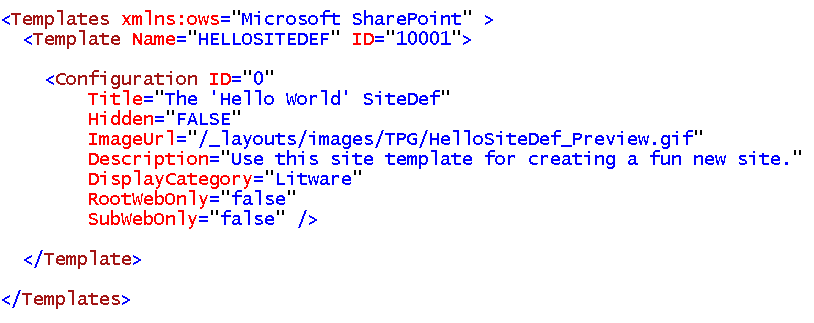 <Templates xmlns:ows="Microsoft SharePoint" >
  <Template Name="HELLOSITEDEF" ID="10001">
    <Configuration ID="0"
        Title="The 'Hello World' SiteDef"
        Hidden="FALSE"
        ImageUrl="/_layouts/images/TPG/HelloSiteDef_Preview.gif"
        Description="Use this site template for creating a fun new site."
        DisplayCategory="Litware"
        RootWebOnly="false"
        SubWebOnly="false" />
  </Template>
</Templates>